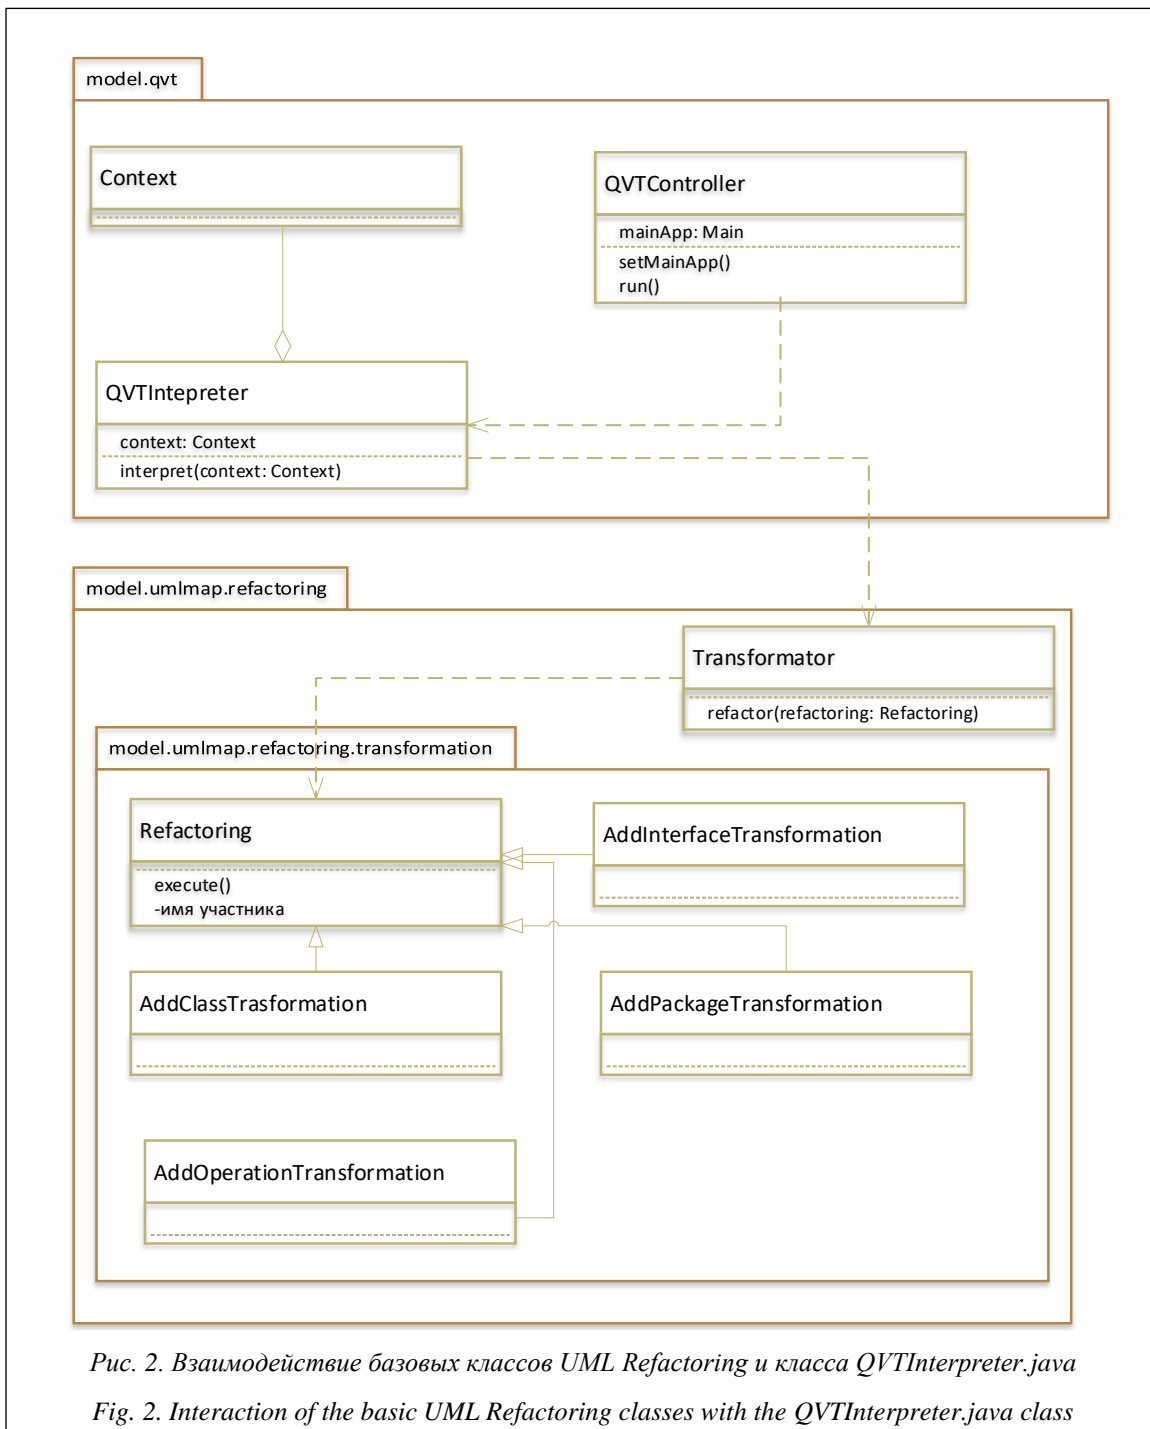 model.qvt
Context
QVTController
mainApp: Main
setMainApp()
run()
QVTIntepreter
context: Context
interpret(context: Context)
model.umlmap.refactoring
Transformator
refactor(refactoring: Refactoring)
model.umlmap.refactoring.transformation
Refactoring
execute()
-имя участника
AddInterfaceTransformation
AddClassTrasformation
AddPackageTransformation
AddOperationTransformation
Рис. 2. Взаимодействие базовых классов UML Refactoring и класса QVTInterpreter.java
Fig. 2. Interaction of the basic UML Refactoring classes with the QVTInterpreter.java class